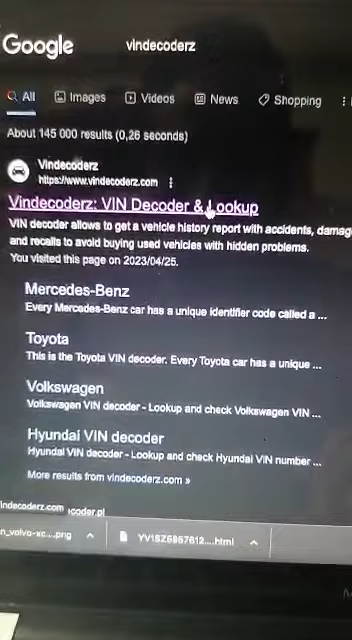 Google
vindecoderz
All Images Videos News Shopping
About 145 000 results (0,26 seconds)
Vindecoderz
https://www.vindecoderz.com
Vindecoderz: VIN Decoder & Lookup
VIN decoder allows to get a vehicle history report with accidents, damag
and recalls to avoid buying used vehicles with hidden problems.
You visited this page on 2023/04/25.
Mercedes-Benz
Every Mercedes-Benz car has a unique identifier code called a ...
Toyota
This is the Toyota VIN decoder. Every Toyota car has a unique ...
Volkswagen
Volkswagen VIN decoder - Lookup and check Volkswagen VIN ...
Hyundai VIN decoder
Hyundai VIN decoder - Lookup and check Hyundai VIN number ...
More results from vindecoderz.com »
indecoderz.com
n_volvo-xc....png